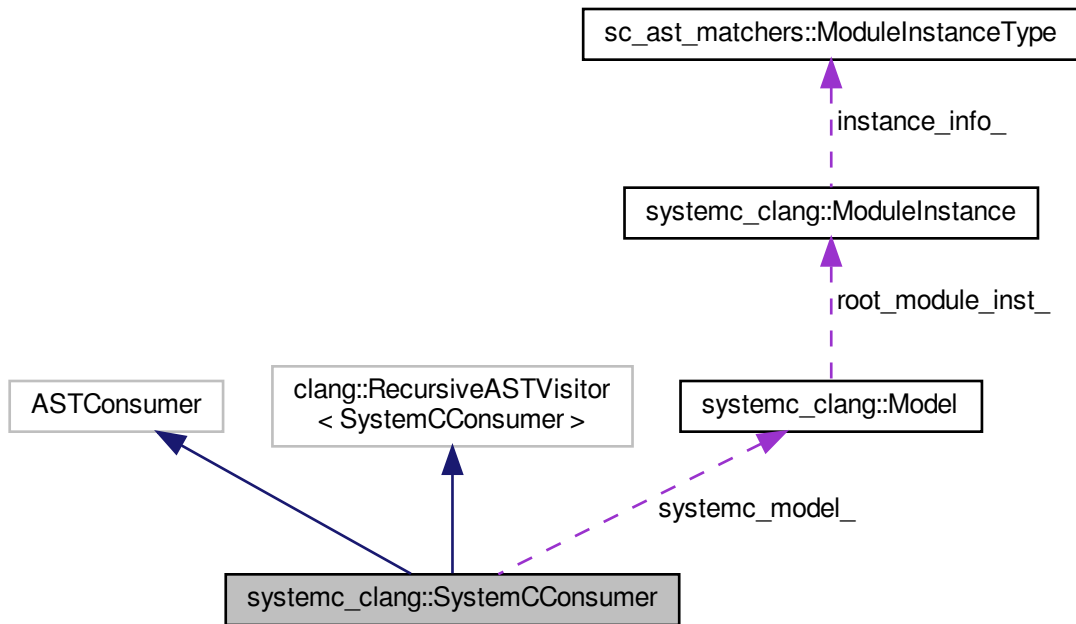 sc_ast_matchers::ModuleInstanceType
instance_info_
systemc_clang::ModuleInstance
root_module_inst_
ASTConsumer
clang::RecursiveASTVisitor
< SystemCConsumer >
systemc_clang::Model
systemc_model_
systemc_clang::SystemCConsumer